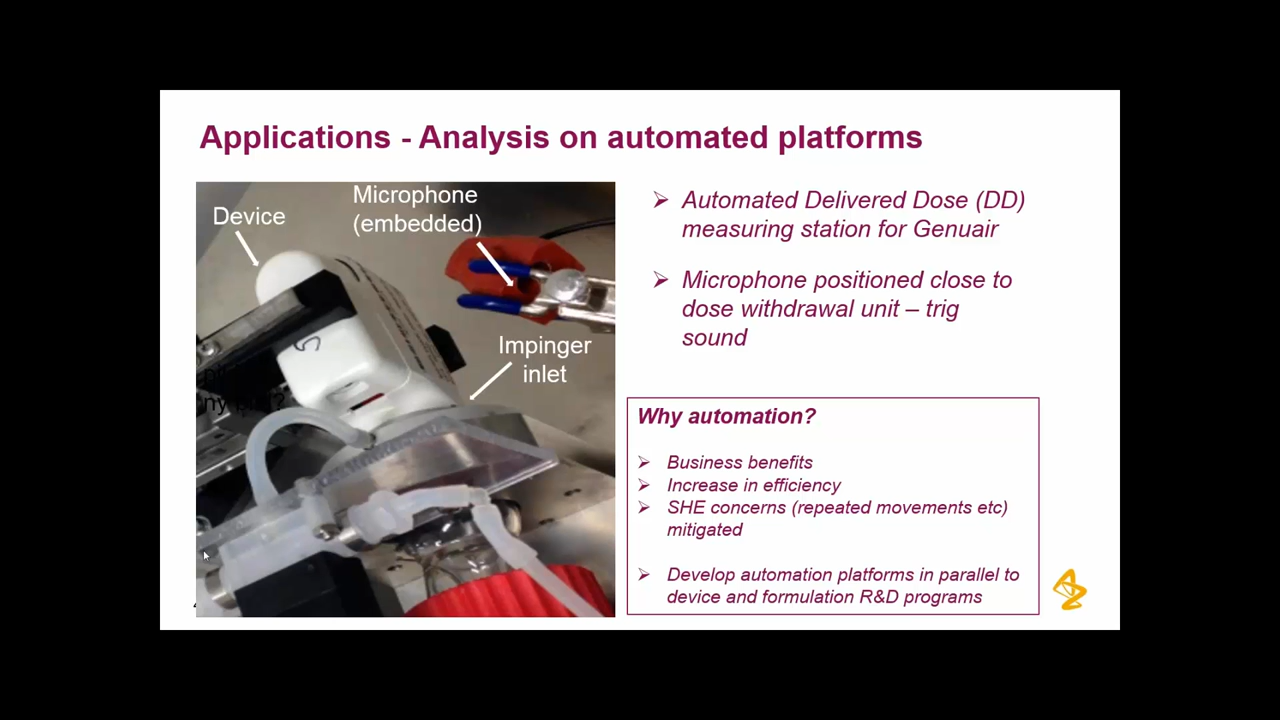 Applications - Analysis on automated platforms
Device
Microphone
(embedded)
Impinger
inlet
5
➢ Automated Delivered Dose (DD)
measuring station for Genuair
➢ Microphone positioned close to
dose withdrawal unit – trig
sound
Why automation?
➢ Business benefits
➢ Increase in efficiency
➢ SHE concerns (repeated movements etc)
mitigated
➢ Develop automation platforms in parallel to
device and formulation R&D programs